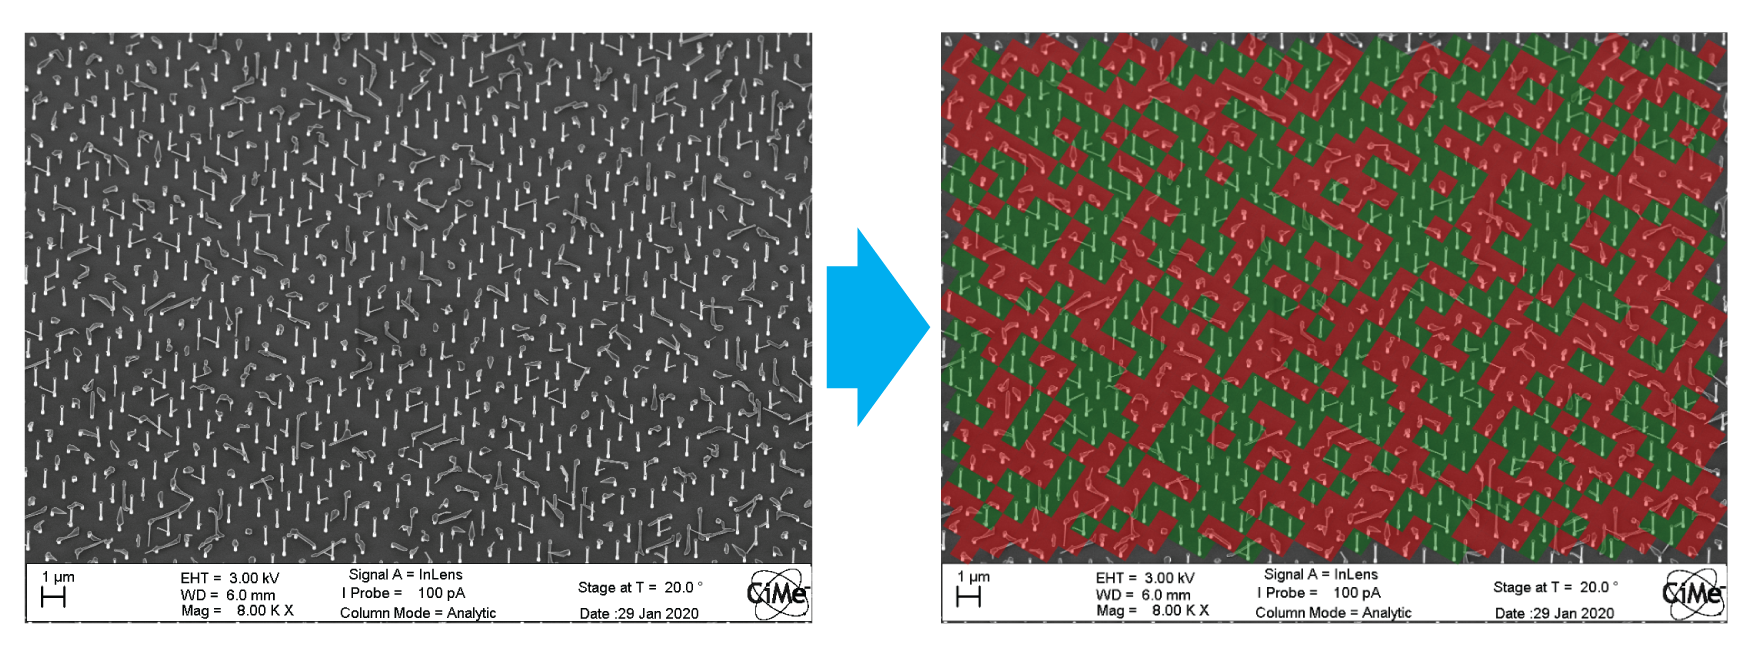 1 µm
EHT = 3.00 kV
WD = 6.0 mm
Mag = 8.00 K X
Signal A = InLens
I Probe = 100 pA
Column Mode = Analytic
Stage at T = 20.0 °
Date :29 Jan 2020
CiMe
1 µm
EHT = 3.00 kV
WD = 6.0 mm
Mag = 8.00 K X
Signal A = InLens
I Probe = 100 pA
Column Mode = Analytic
Stage at T = 20.0 °
Date :29 Jan 2020
CiMe